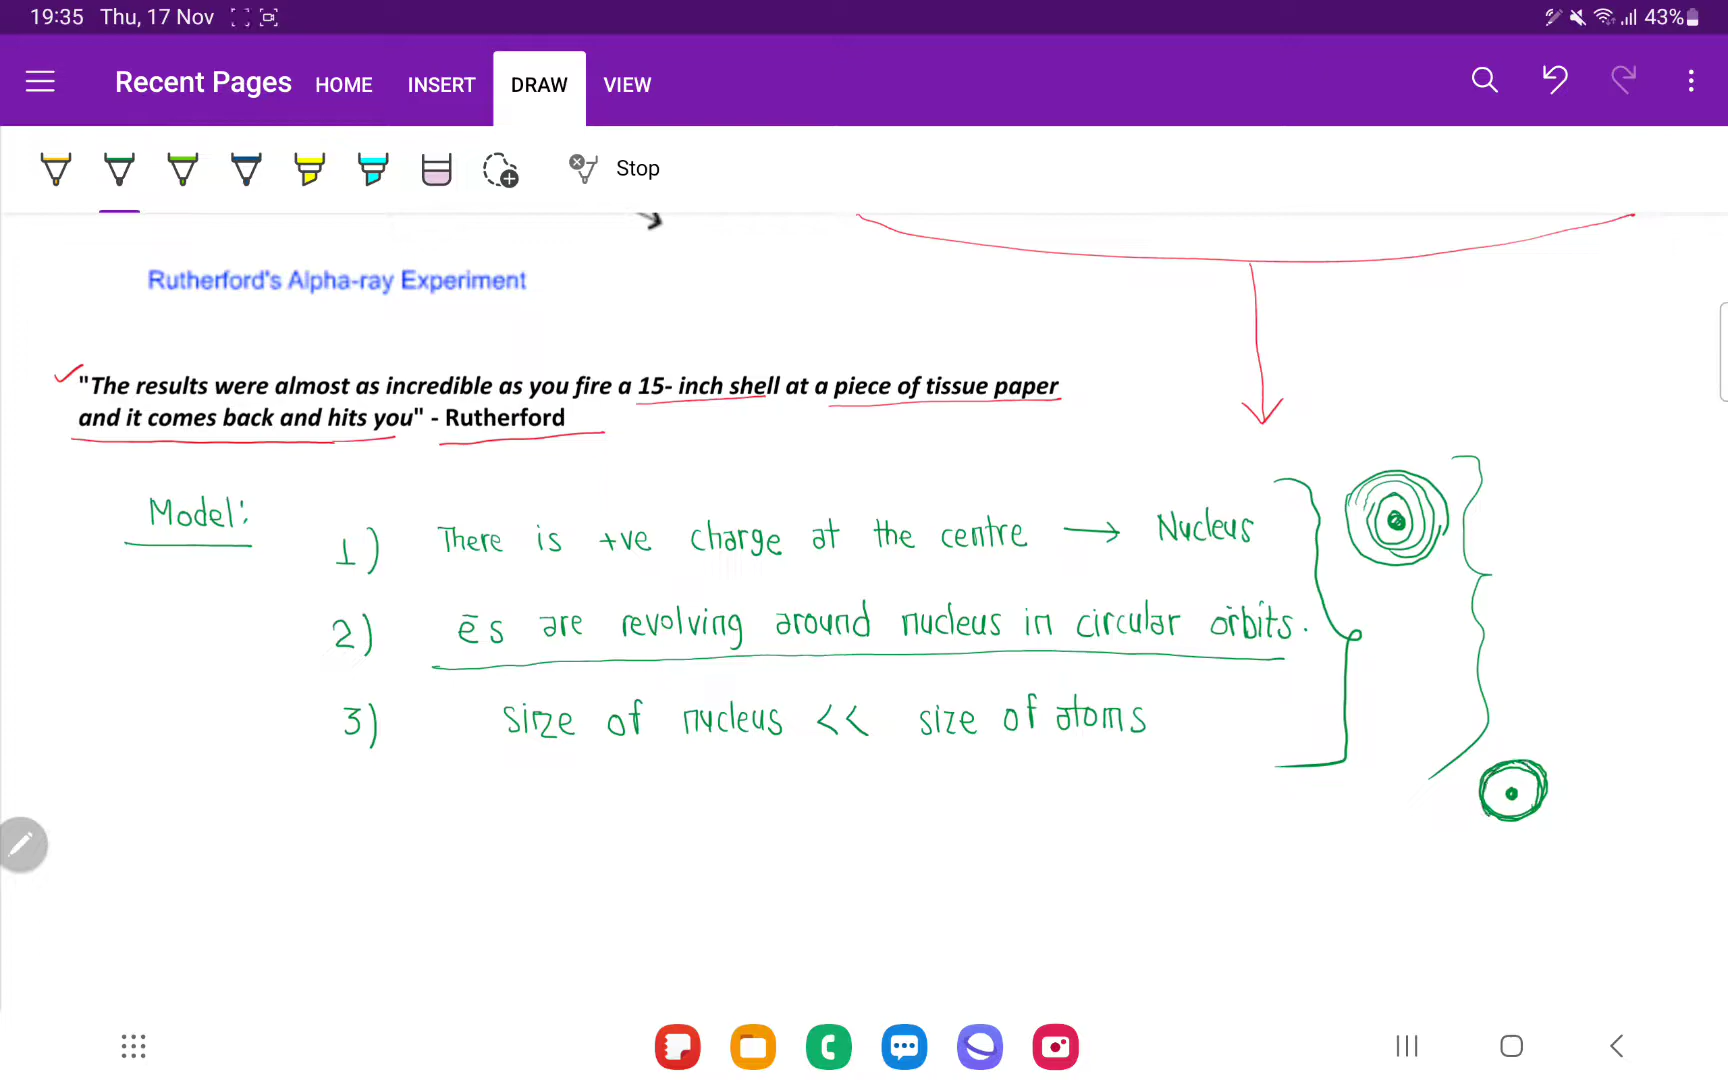 19:35 Thu, 17 Nov 43%
Recent Pages HOME INSERT DRAW VIEW
Stop
Rutherford's Alpha-ray Experiment
"The results were almost as incredible as you fire a 15- inch shell at a piece of tissue paper
and it comes back and hits you" - Rutherford
Model:
1) There is +ve charge at the centre → Nucleus
2) ēs are revolving around nucleus in circular orbits.
3) size of nucleus << size of atoms